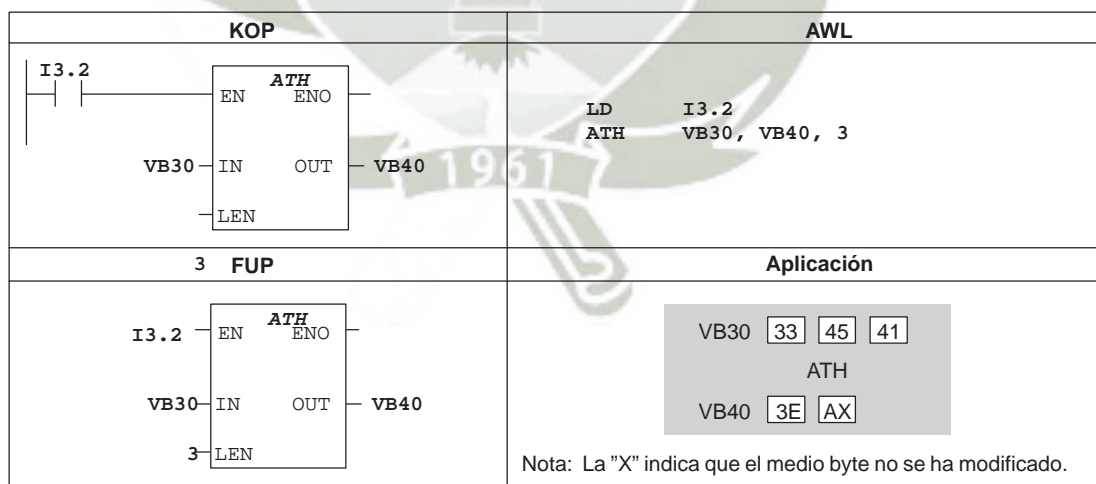 KOP
I3.2
ATH
EN ENO
VB30 IN OUT VB40
LEN
AWL
LD I3.2
ATH VB30, VB40, 3
1961
3 FUP
ATH
I3.2 EN ENO
VB30 IN OUT VB40
3 LEN
Aplicación
VB30 33 45 41
ATH
VB40 3E AX
Nota: La ”X” indica que el medio byte no se ha modificado.